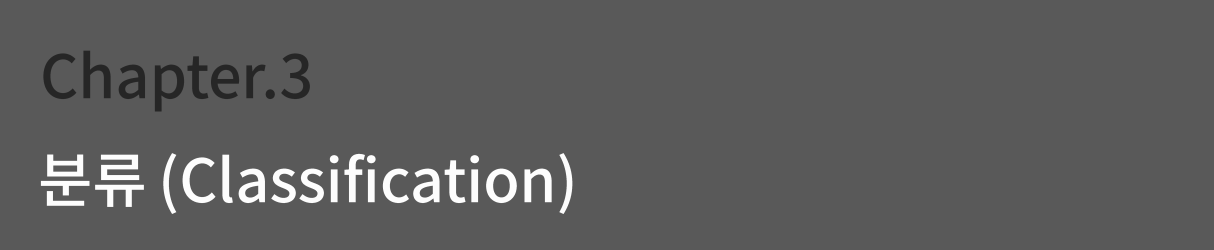 Chapter.3
분류 (Classification)